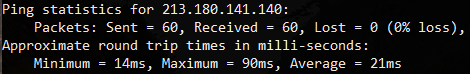 Ping statistics for 213.180.141.140:
    Packets: Sent = 60, Received = 60, Lost = 0 (0% loss),
Approximate round trip times in milli-seconds:
    Minimum = 14ms, Maximum = 90ms, Average = 21ms